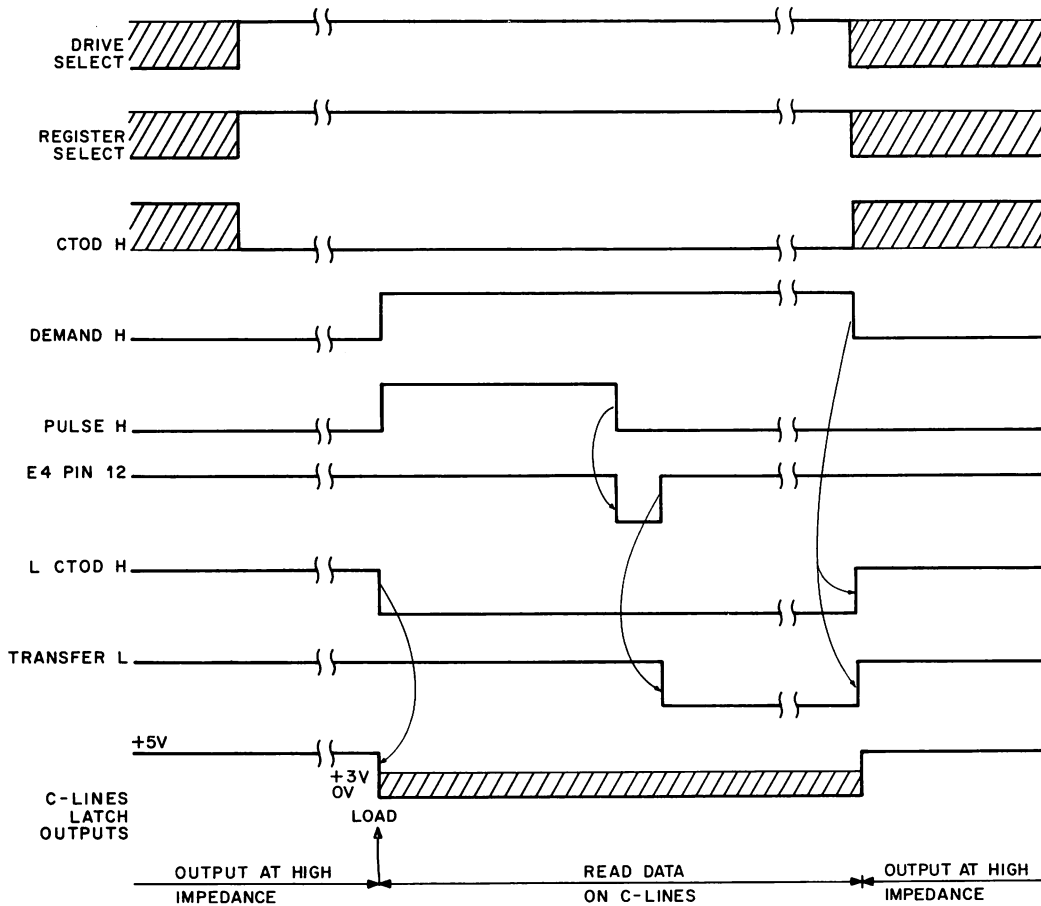 DRIVE
SELECT
REGISTER
SELECT
CTOD H
DEMAND H
PULSE H
E4 PIN 12
L CTOD H
TRANSFER L
+5V
+3V
0V
C-LINES
LATCH
OUTPUTS
LOAD
OUTPUT AT HIGH
IMPEDANCE
READ DATA
ON C-LINES
OUTPUT AT HIGH
IMPEDANCE